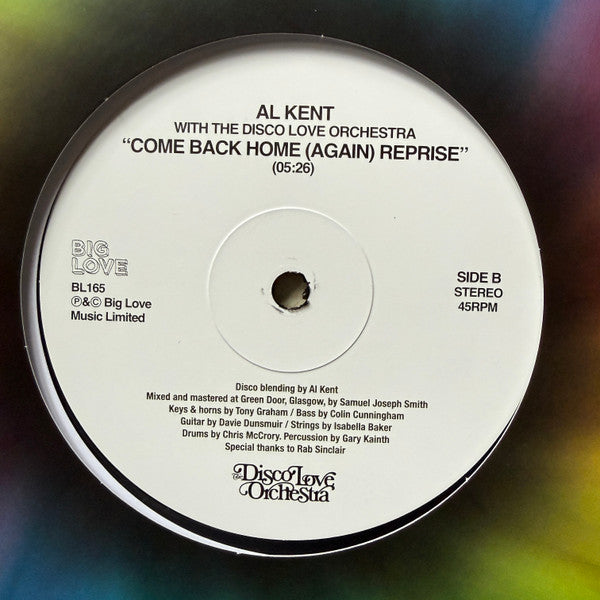 AL KENT
WITH THE DISCO LOVE ORCHESTRA
“COME BACK HOME (AGAIN) REPRISE”
(05:26)
BIG
LOVE
BL165
℗&© Big Love
Music Limited
SIDE B
STEREO
45RPM
Disco blending by Al Kent
Mixed and mastered at Green Door, Glasgow, by Samuel Joseph Smith
Keys & horns by Tony Graham / Bass by Colin Cunningham
Guitar by Davie Dunsmuir / Strings by Isabella Baker
Drums by Chris McCrory. Percussion by Gary Kainth
Special thanks to Rab Sinclair
The Disco Love
Orchestra